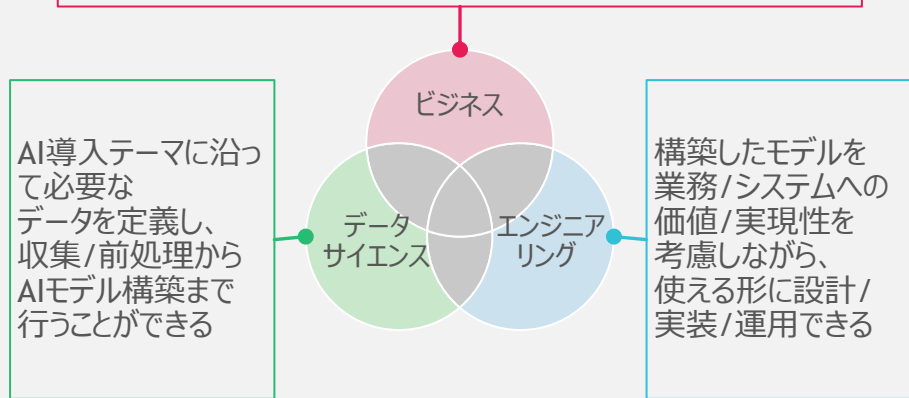 ビジネス
AI導入テーマに沿っ
て必要な
データを定義し、
収集/前処理から
AIモデル構築まで
行うことができる
データ
サイエンス
エンジニア
リング
構築したモデルを
業務/システムへの
価値/実現性を
考慮しながら、
使える形に設計/
実装/運用できる